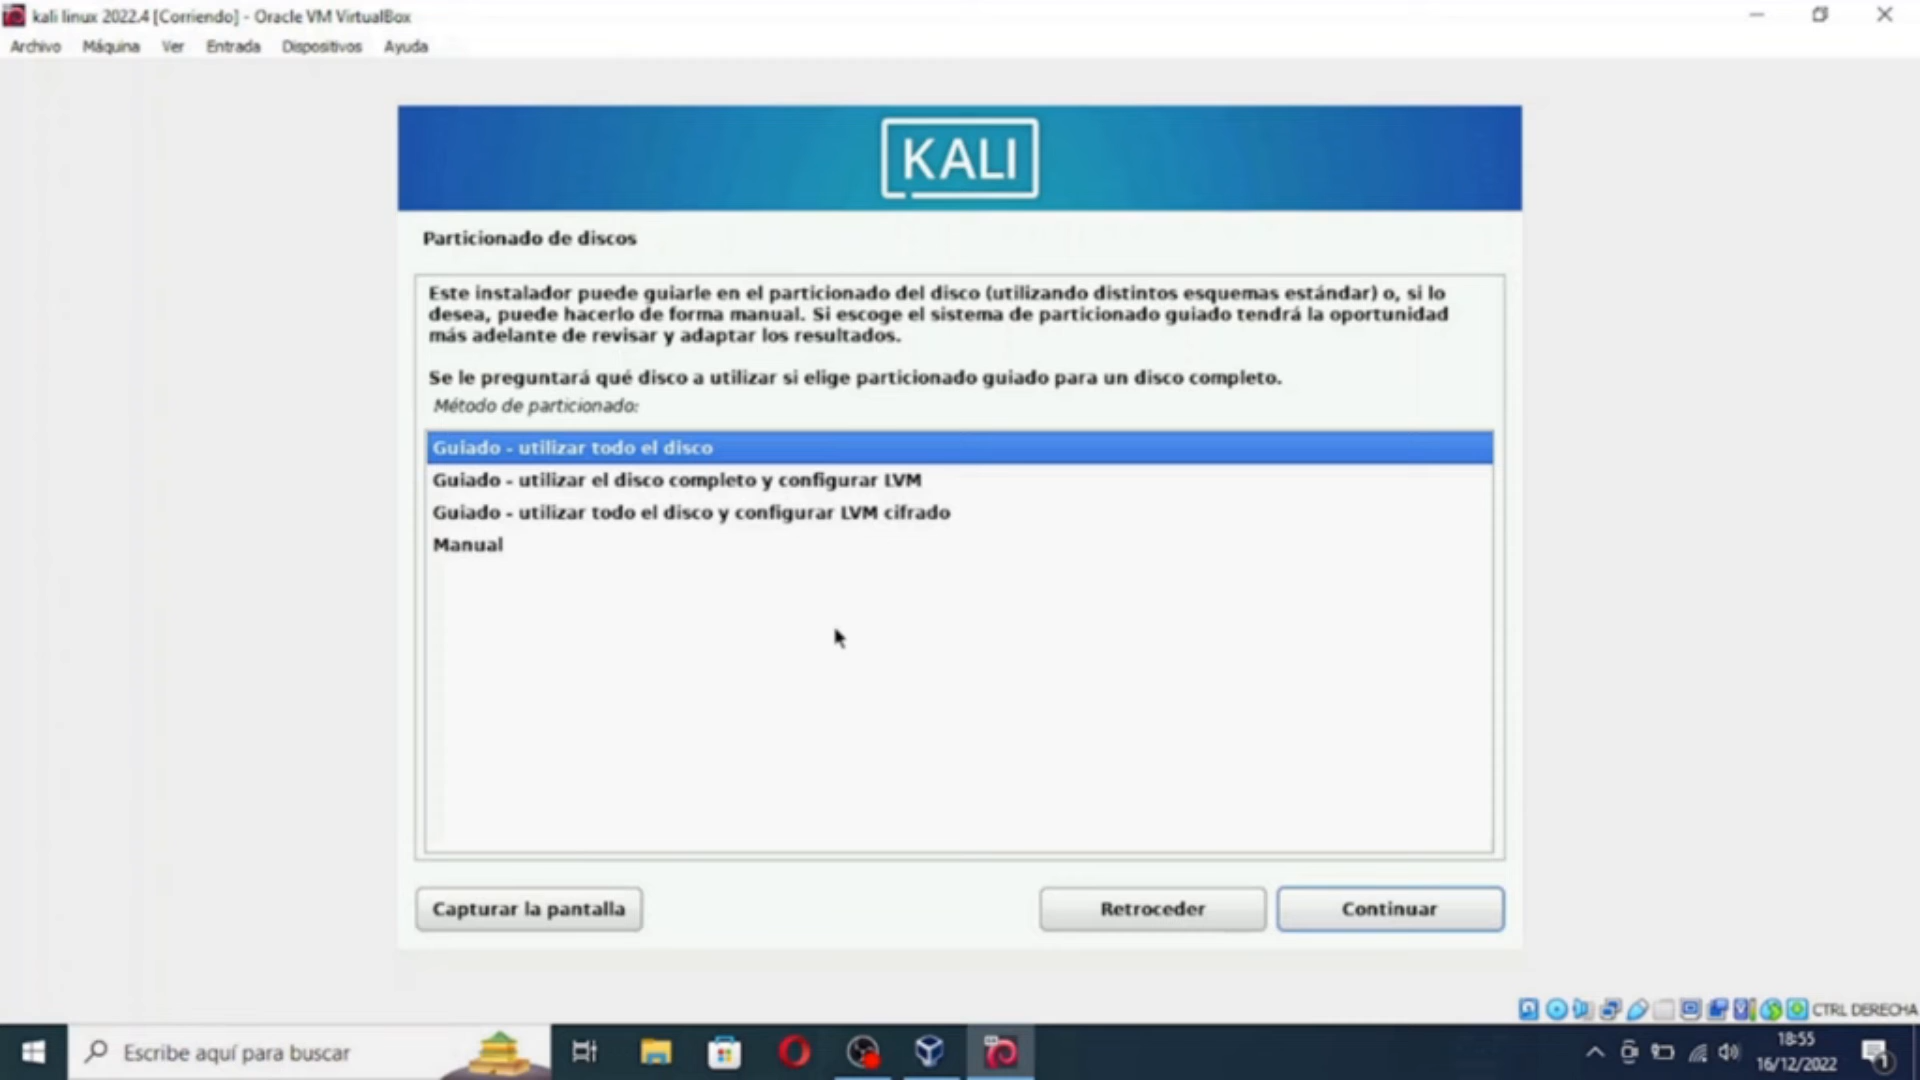 kali linux 2022.4 [Corriendo] - Oracle VM VirtualBox
Archivo Máquina Ver Entrada Dispositivos Ayuda
KALI
Particionado de discos
Este instalador puede guiarle en el particionado del disco (utilizando distintos esquemas estándar) o, si lo
desea, puede hacerlo de forma manual. Si escoge el sistema de particionado guiado tendrá la oportunidad
más adelante de revisar y adaptar los resultados.
Se le preguntará qué disco a utilizar si elige particionado guiado para un disco completo.
Método de particionado:
Guiado - utilizar todo el disco
Guiado - utilizar el disco completo y configurar LVM
Guiado - utilizar todo el disco y configurar LVM cifrado
Manual
Capturar la pantalla
Retroceder
Continuar
CTRL DERECHA
Escribe aquí para buscar
18:55
16/12/2022
1